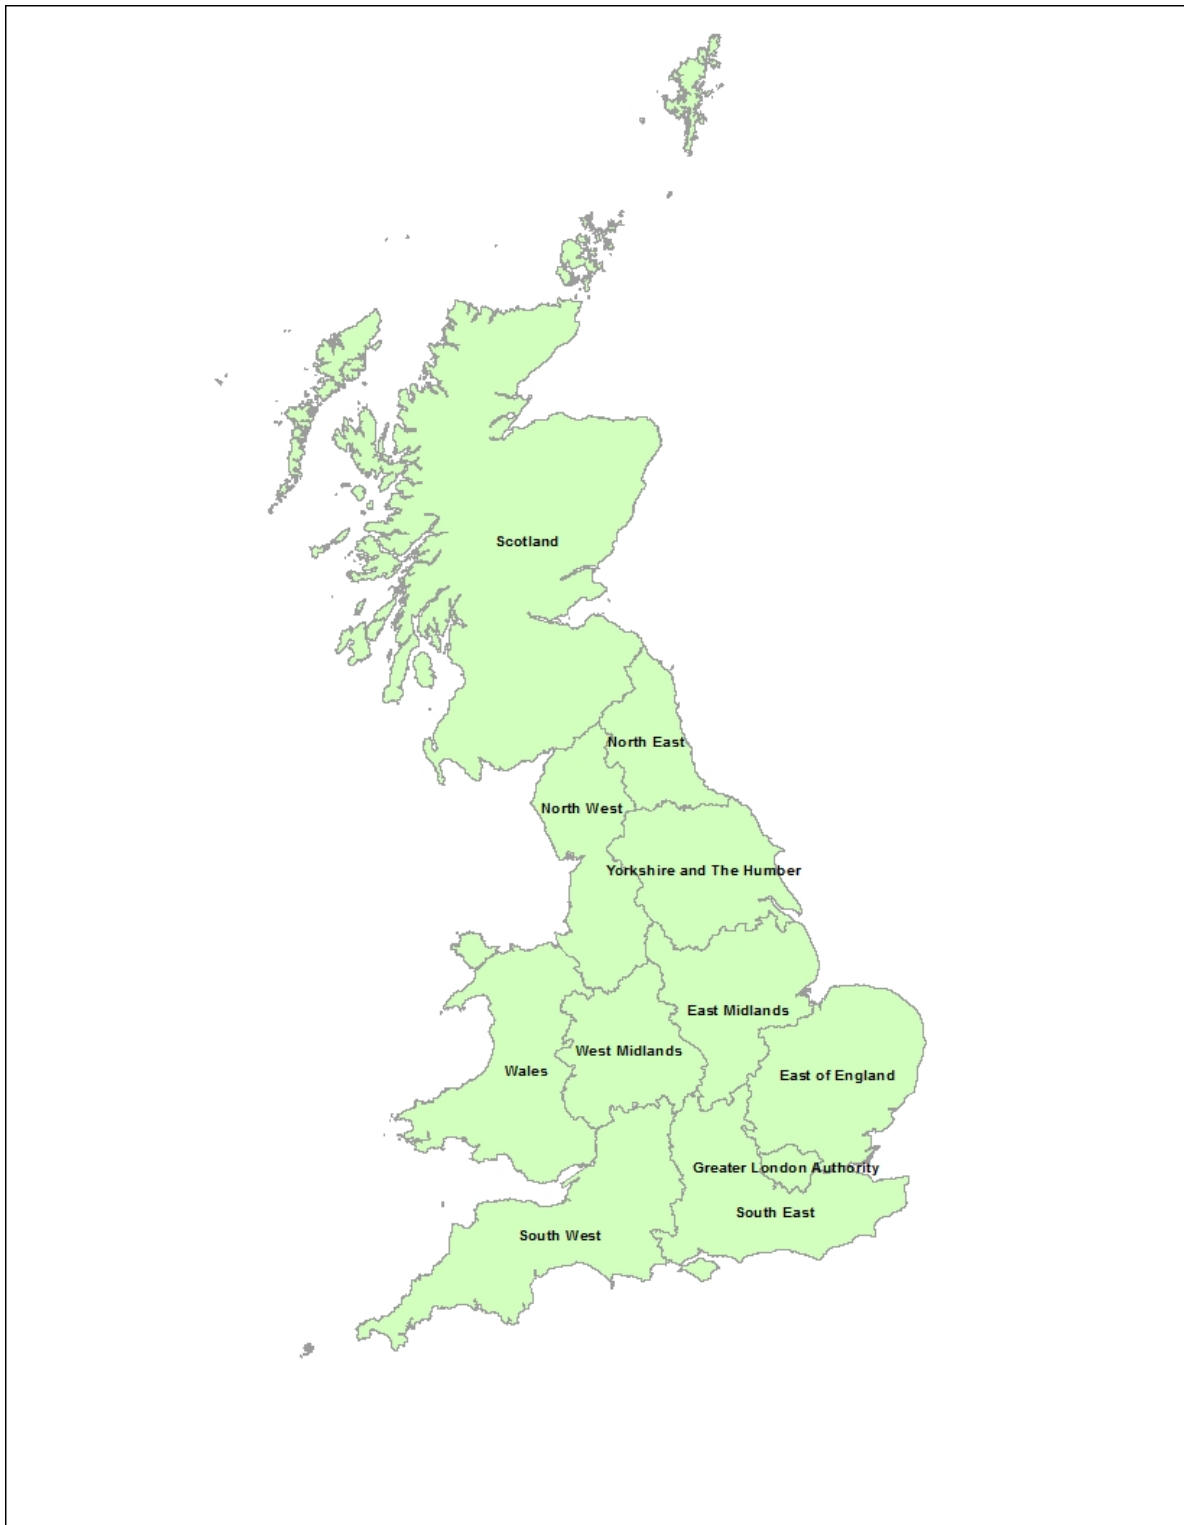 Scotland
North East
North West
Yorkshire and The Humber
East Midlands
West Midlands
Wales
East of England
Greater London Authority
South East
South West